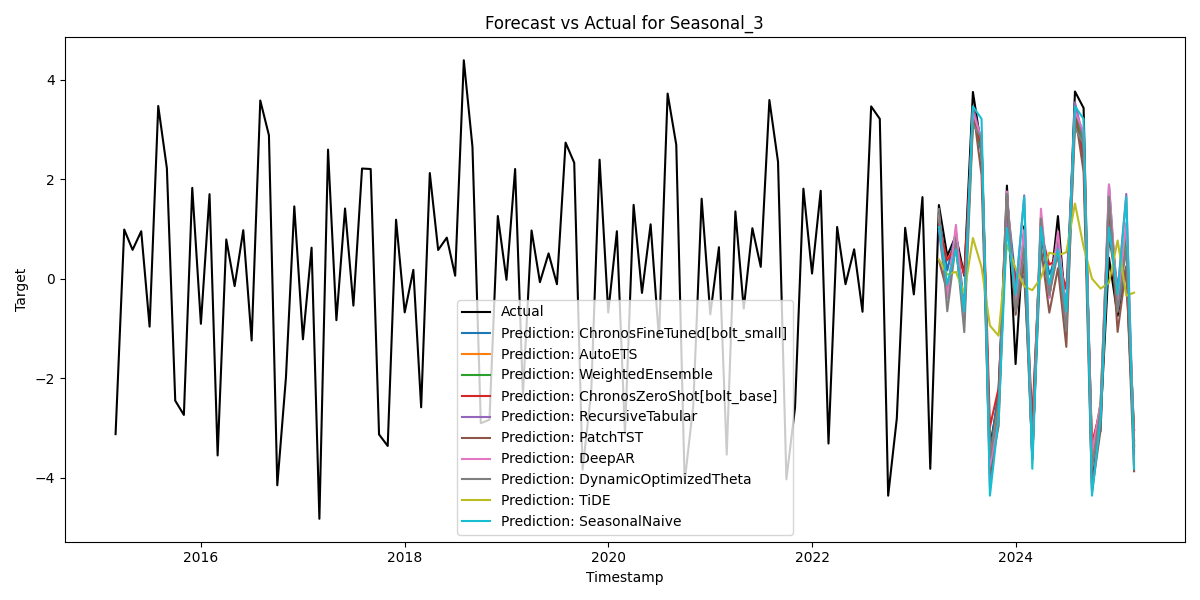 Forecast vs Actual for Seasonal_3
Target
4
2
0
−2
−4
Actual
Prediction: ChronosFineTuned[bolt_small]
Prediction: AutoETS
Prediction: WeightedEnsemble
Prediction: ChronosZeroShot[bolt_base]
Prediction: RecursiveTabular
Prediction: PatchTST
Prediction: DeepAR
Prediction: DynamicOptimizedTheta
Prediction: TiDE
Prediction: SeasonalNaive
2016
2018
2020
2022
2024
Timestamp